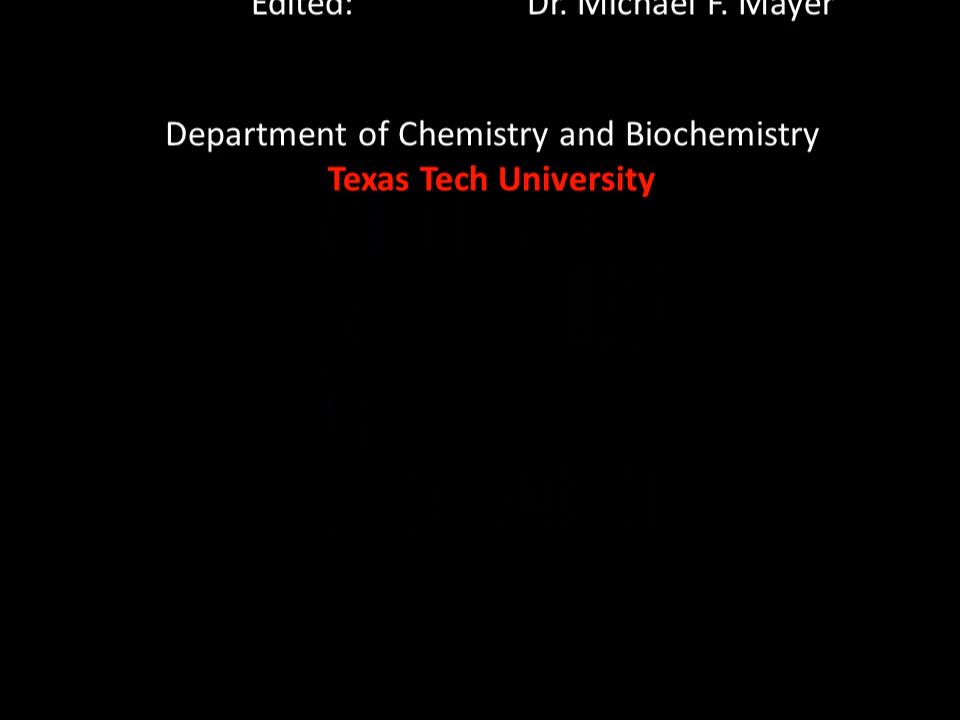 Edited: Dr. Michael F. Mayer
Department of Chemistry and Biochemistry
Texas Tech University